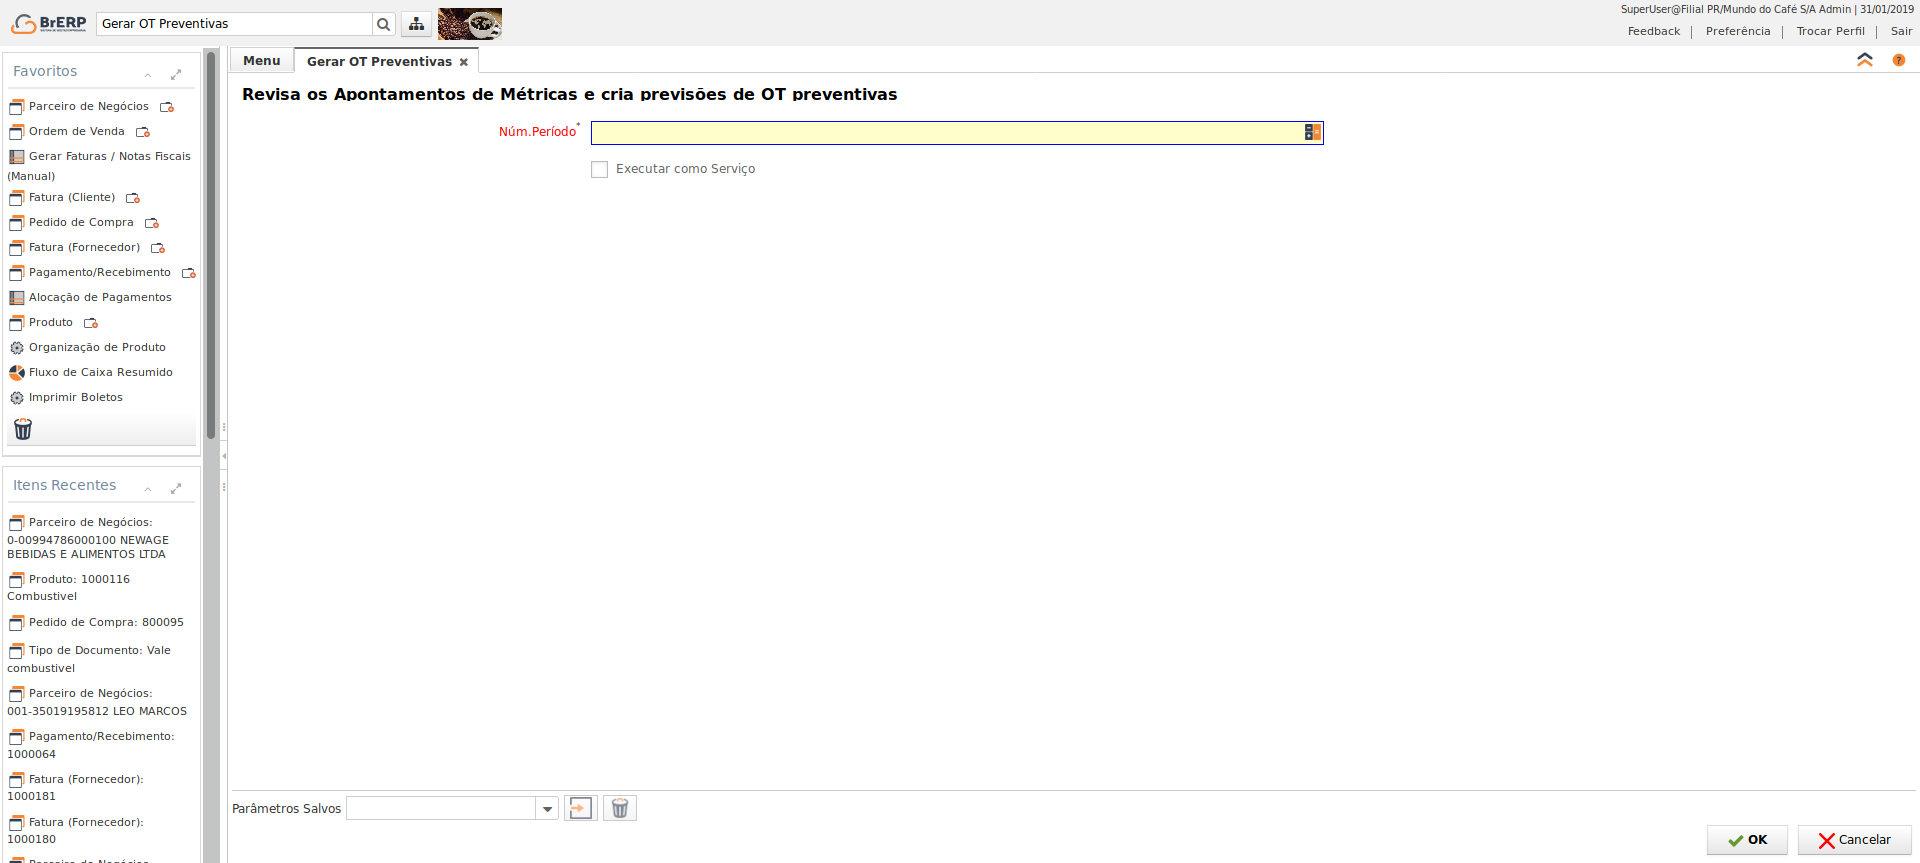 BrERP
Gerar OT Preventivas
SuperUser@Filial PR/Mundo do Café S/A Admin | 31/01/2019
Feedback | Preferência | Trocar Perfil | Sair
Favoritos
Parceiro de Negócios
Ordem de Venda
Gerar Faturas / Notas Fiscais
(Manual)
Fatura (Cliente)
Pedido de Compra
Fatura (Fornecedor)
Pagamento/Recebimento
Alocação de Pagamentos
Produto
Organização de Produto
Fluxo de Caixa Resumido
Imprimir Boletos
Itens Recentes
Parceiro de Negócios:
0-00994786000100 NEWAGE
BEBIDAS E ALIMENTOS LTDA
Produto: 1000116
Combustivel
Pedido de Compra: 800095
Tipo de Documento: Vale
combustivel
Parceiro de Negócios:
001-35019195812 LEO MARCOS
Pagamento/Recebimento:
1000064
Fatura (Fornecedor):
1000181
Fatura (Fornecedor):
1000180
Parceiro de Negócios
Menu
Gerar OT Preventivas
Revisa os Apontamentos de Métricas e cria previsões de OT preventivas
Núm.Período*
Executar como Serviço
Parâmetros Salvos
OK
Cancelar